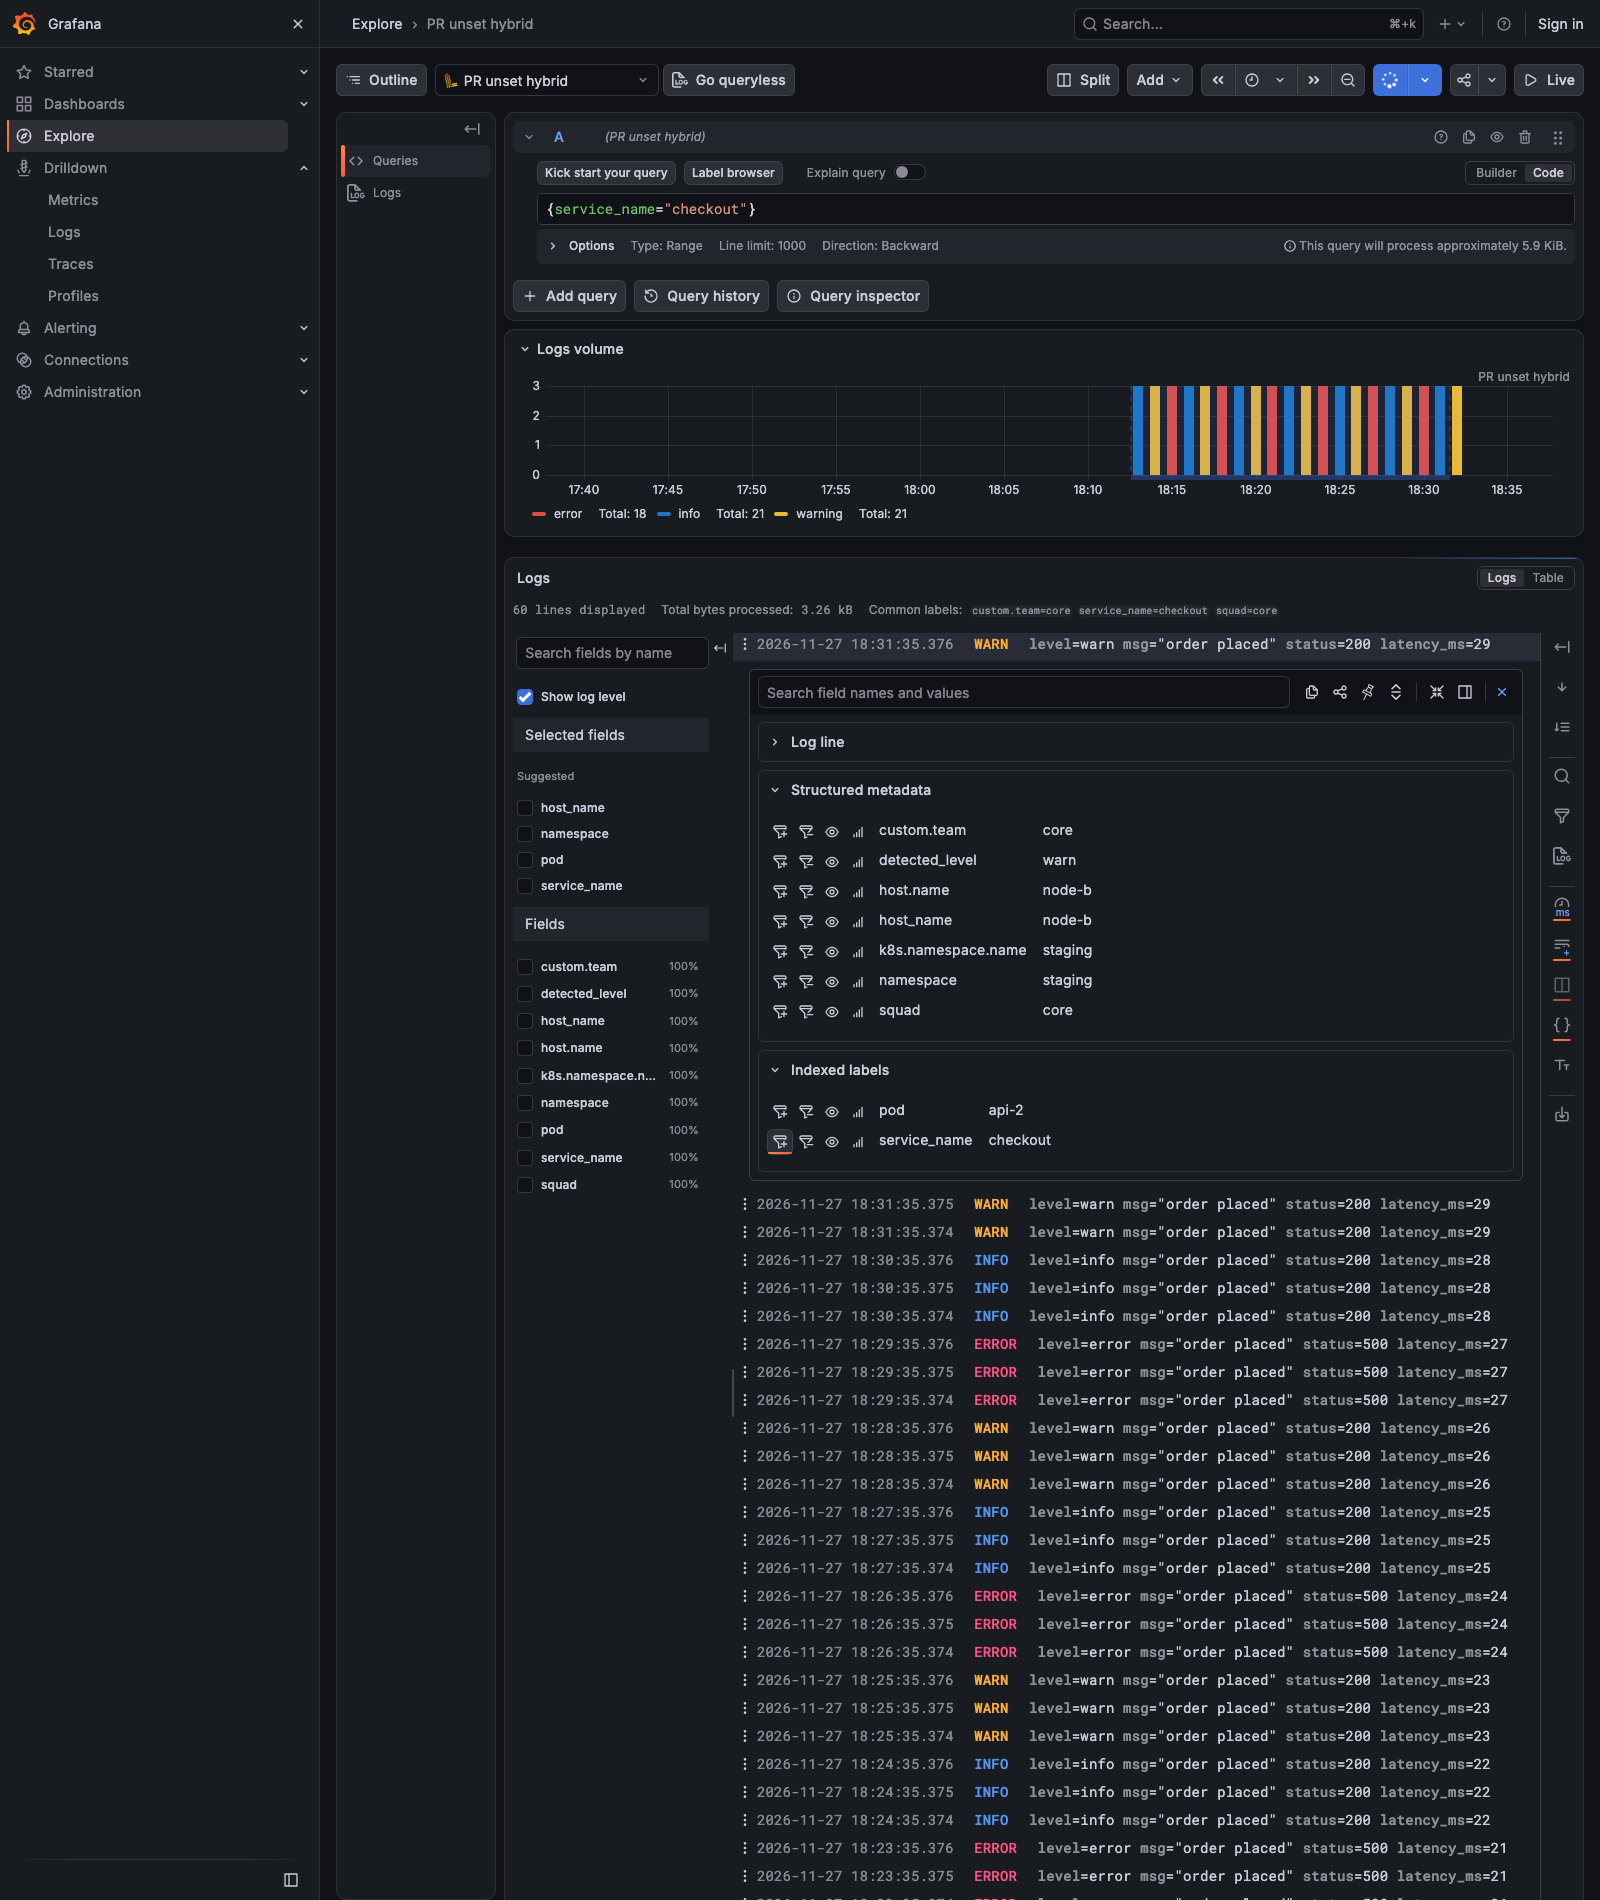 Grafana
Explore › PR unset hybrid
Search...
⌘+k
Sign in
Starred
Dashboards
Explore
Drilldown
Metrics
Logs
Traces
Profiles
Alerting
Connections
Administration
Outline
PR unset hybrid
Go queryless
Split
Add
Live
Queries
Logs
A
(PR unset hybrid)
Kick start your query
Label browser
Explain query
Builder
Code
{service_name="checkout"}
Options Type: Range Line limit: 1000 Direction: Backward
This query will process approximately 5.9 KiB.
Add query
Query history
Query inspector
Logs volume
PR unset hybrid
3
2
1
0
17:40 17:45 17:50 17:55 18:00 18:05 18:10 18:15 18:20 18:25 18:30 18:35
error Total: 18 info Total: 21 warning Total: 21
Logs
Logs
Table
60 lines displayed Total bytes processed: 3.26 kB Common labels: custom.team=core service_name=checkout squad=core
Search fields by name
Show log level
Selected fields
Suggested
host_name
namespace
pod
service_name
Fields
custom.team 100%
detected_level 100%
host_name 100%
host.name 100%
k8s.namespace.n... 100%
namespace 100%
pod 100%
service_name 100%
squad 100%
2026-11-27 18:31:35.376 WARN level=warn msg="order placed" status=200 latency_ms=29
Search field names and values
Log line
Structured metadata
custom.team core
detected_level warn
host.name node-b
host_name node-b
k8s.namespace.name staging
namespace staging
squad core
Indexed labels
pod api-2
service_name checkout
LOG
ms
2026-11-27 18:31:35.375 WARN level=warn msg="order placed" status=200 latency_ms=29
2026-11-27 18:31:35.374 WARN level=warn msg="order placed" status=200 latency_ms=29
2026-11-27 18:30:35.376 INFO level=info msg="order placed" status=200 latency_ms=28
2026-11-27 18:30:35.375 INFO level=info msg="order placed" status=200 latency_ms=28
2026-11-27 18:30:35.374 INFO level=info msg="order placed" status=200 latency_ms=28
2026-11-27 18:29:35.376 ERROR level=error msg="order placed" status=500 latency_ms=27
2026-11-27 18:29:35.375 ERROR level=error msg="order placed" status=500 latency_ms=27
2026-11-27 18:29:35.374 ERROR level=error msg="order placed" status=500 latency_ms=27
2026-11-27 18:28:35.376 WARN level=warn msg="order placed" status=200 latency_ms=26
2026-11-27 18:28:35.375 WARN level=warn msg="order placed" status=200 latency_ms=26
2026-11-27 18:28:35.374 WARN level=warn msg="order placed" status=200 latency_ms=26
2026-11-27 18:27:35.376 INFO level=info msg="order placed" status=200 latency_ms=25
2026-11-27 18:27:35.375 INFO level=info msg="order placed" status=200 latency_ms=25
2026-11-27 18:27:35.374 INFO level=info msg="order placed" status=200 latency_ms=25
2026-11-27 18:26:35.376 ERROR level=error msg="order placed" status=500 latency_ms=24
2026-11-27 18:26:35.375 ERROR level=error msg="order placed" status=500 latency_ms=24
2026-11-27 18:26:35.374 ERROR level=error msg="order placed" status=500 latency_ms=24
2026-11-27 18:25:35.376 WARN level=warn msg="order placed" status=200 latency_ms=23
2026-11-27 18:25:35.375 WARN level=warn msg="order placed" status=200 latency_ms=23
2026-11-27 18:25:35.374 WARN level=warn msg="order placed" status=200 latency_ms=23
2026-11-27 18:24:35.376 INFO level=info msg="order placed" status=200 latency_ms=22
2026-11-27 18:24:35.375 INFO level=info msg="order placed" status=200 latency_ms=22
2026-11-27 18:24:35.374 INFO level=info msg="order placed" status=200 latency_ms=22
2026-11-27 18:23:35.376 ERROR level=error msg="order placed" status=500 latency_ms=21
2026-11-27 18:23:35.375 ERROR level=error msg="order placed" status=500 latency_ms=21